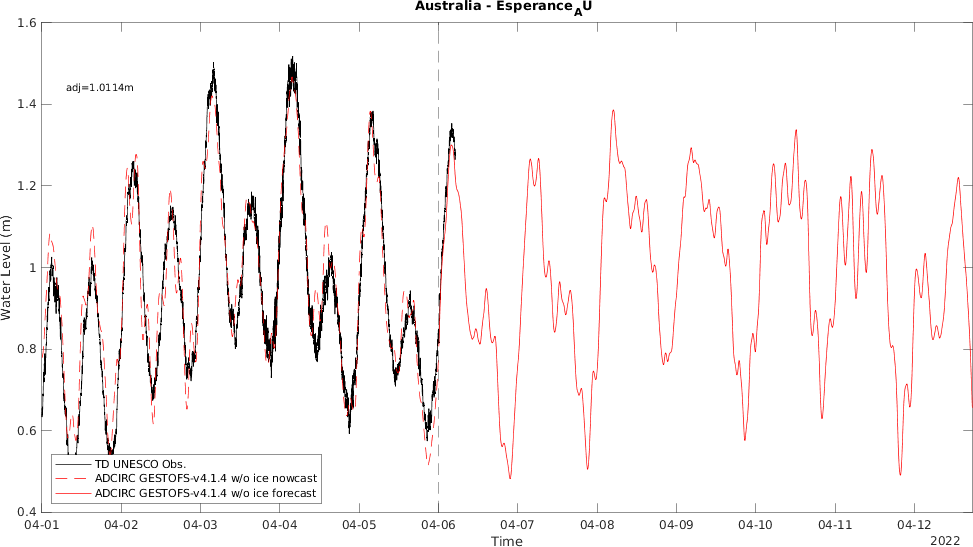 Australia - Esperance_AU
adj=1.0114m
1.6
1.4
1.2
1
0.8
0.6
0.4
Water Level (m)
TD UNESCO Obs.
ADCIRC GESTOFS-v4.1.4 w/o ice nowcast
ADCIRC GESTOFS-v4.1.4 w/o ice forecast
04-01 04-02 04-03 04-04 04-05 04-06 04-07 04-08 04-09 04-10 04-11 04-12
Time
2022